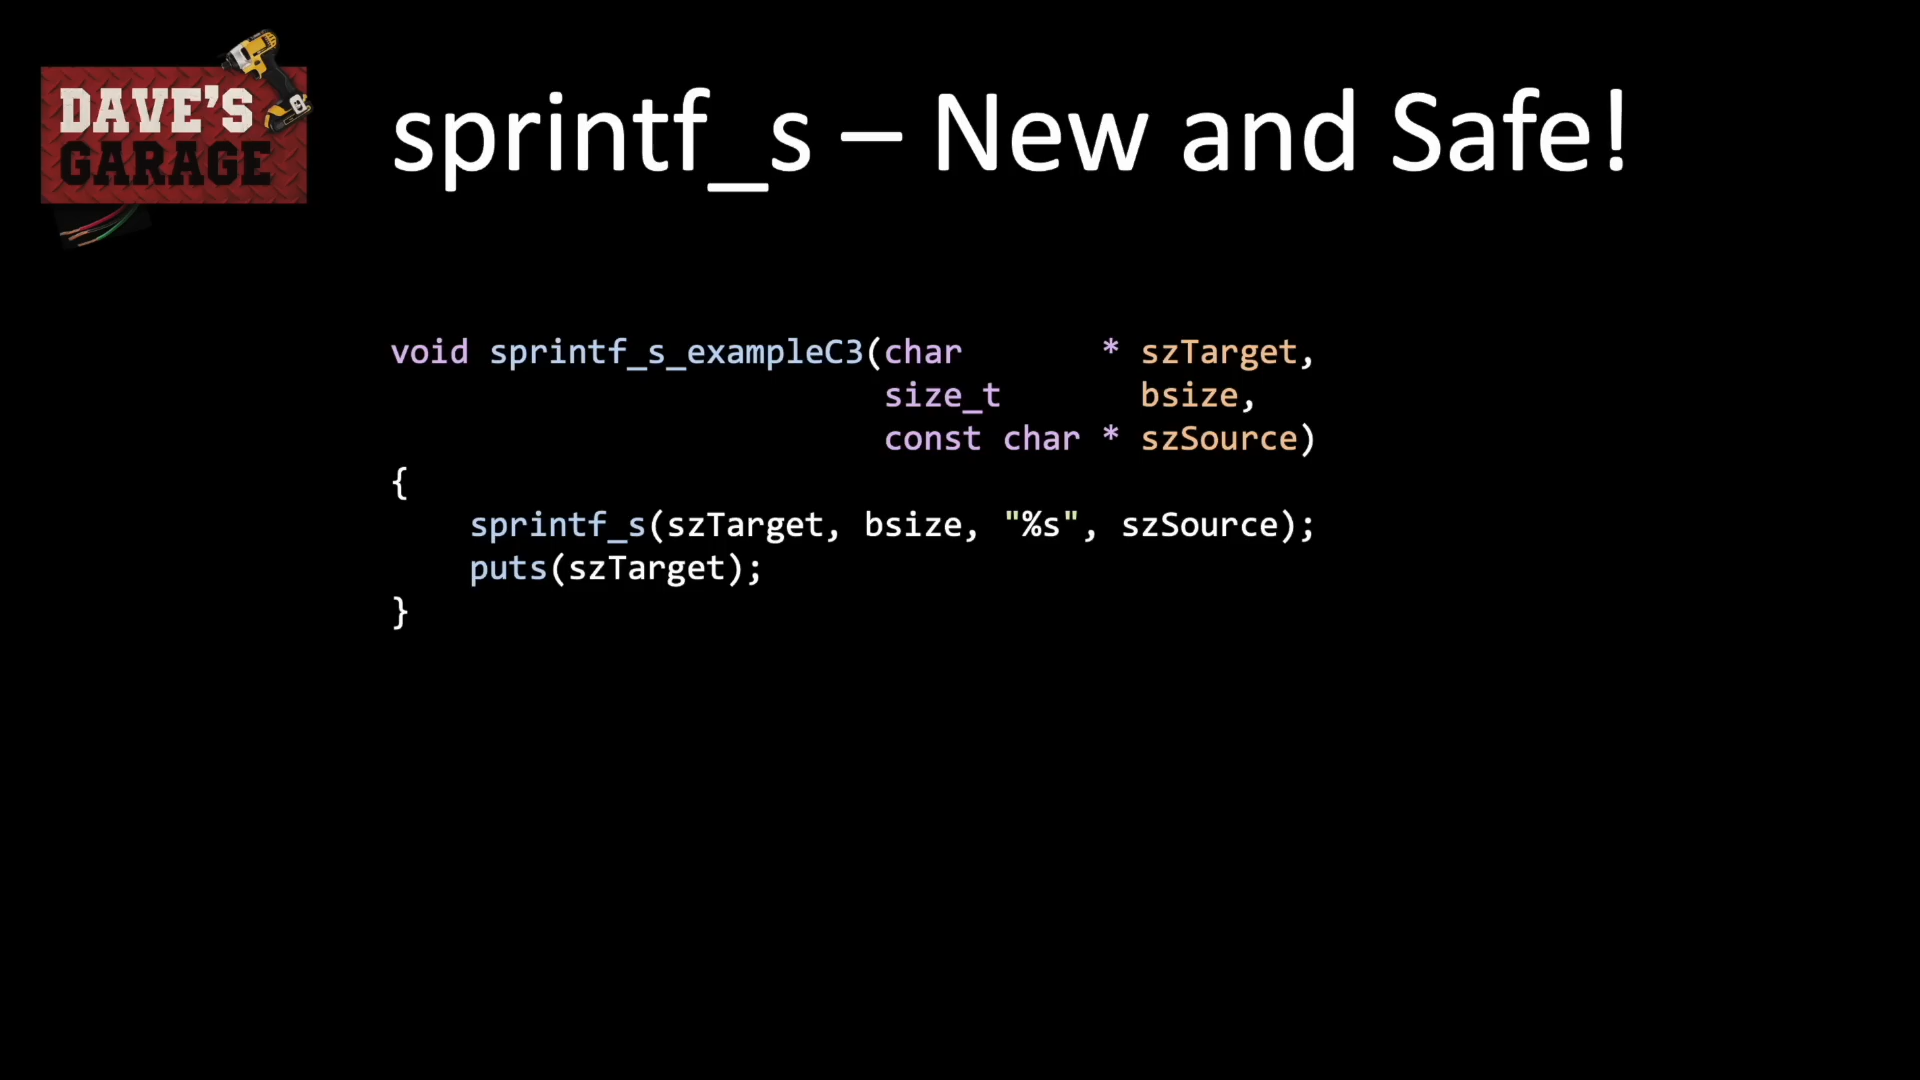 DAVE'S
GARAGE
sprintf_s – New and Safe!
void sprintf_s_exampleC3(char       * szTarget,
                         size_t       bsize,
                         const char * szSource)
{
    sprintf_s(szTarget, bsize, "%s", szSource);
    puts(szTarget);
}